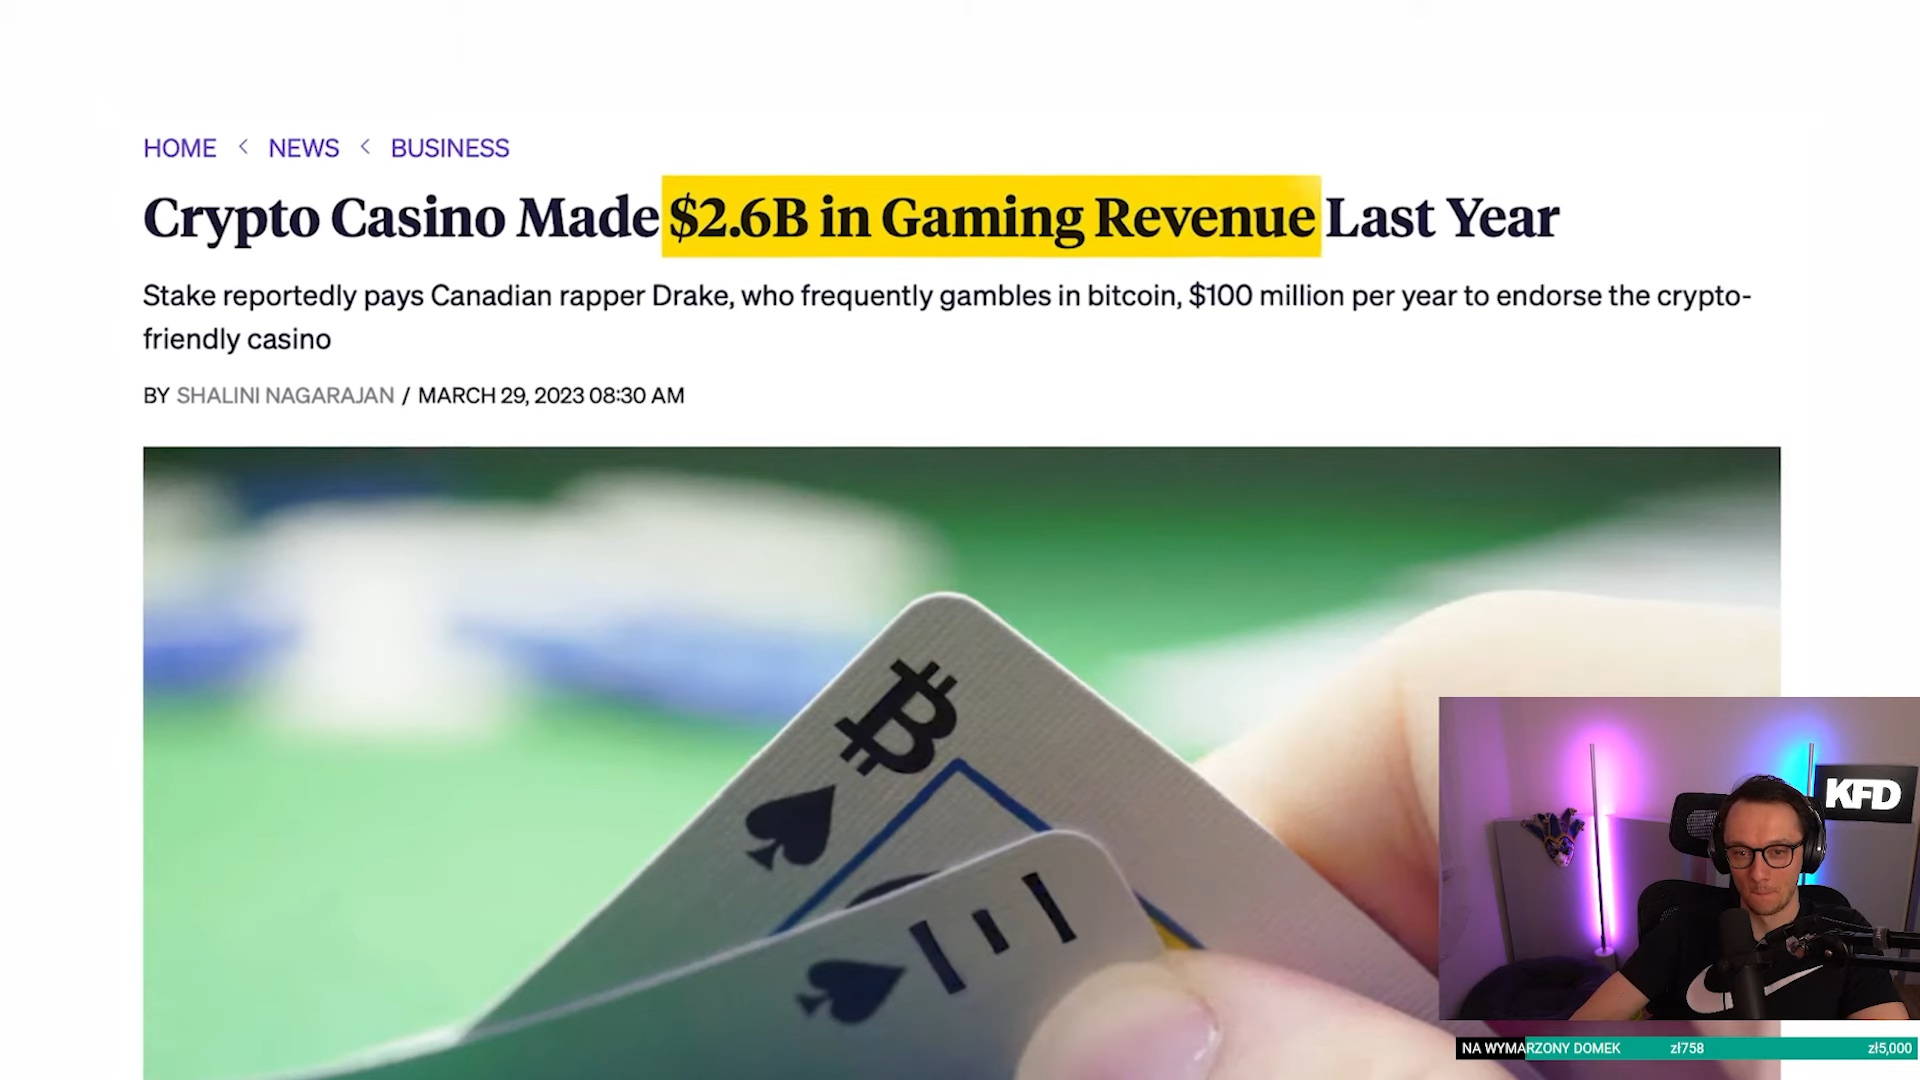 HOME < NEWS < BUSINESS
Crypto Casino Made $2.6B in Gaming Revenue Last Year
Stake reportedly pays Canadian rapper Drake, who frequently gambles in bitcoin, $100 million per year to endorse the crypto-
friendly casino
BY SHALINI NAGARAJAN / MARCH 29, 2023 08:30 AM
KFD
NA WYMARZONY DOMEK zł758 zł5,000